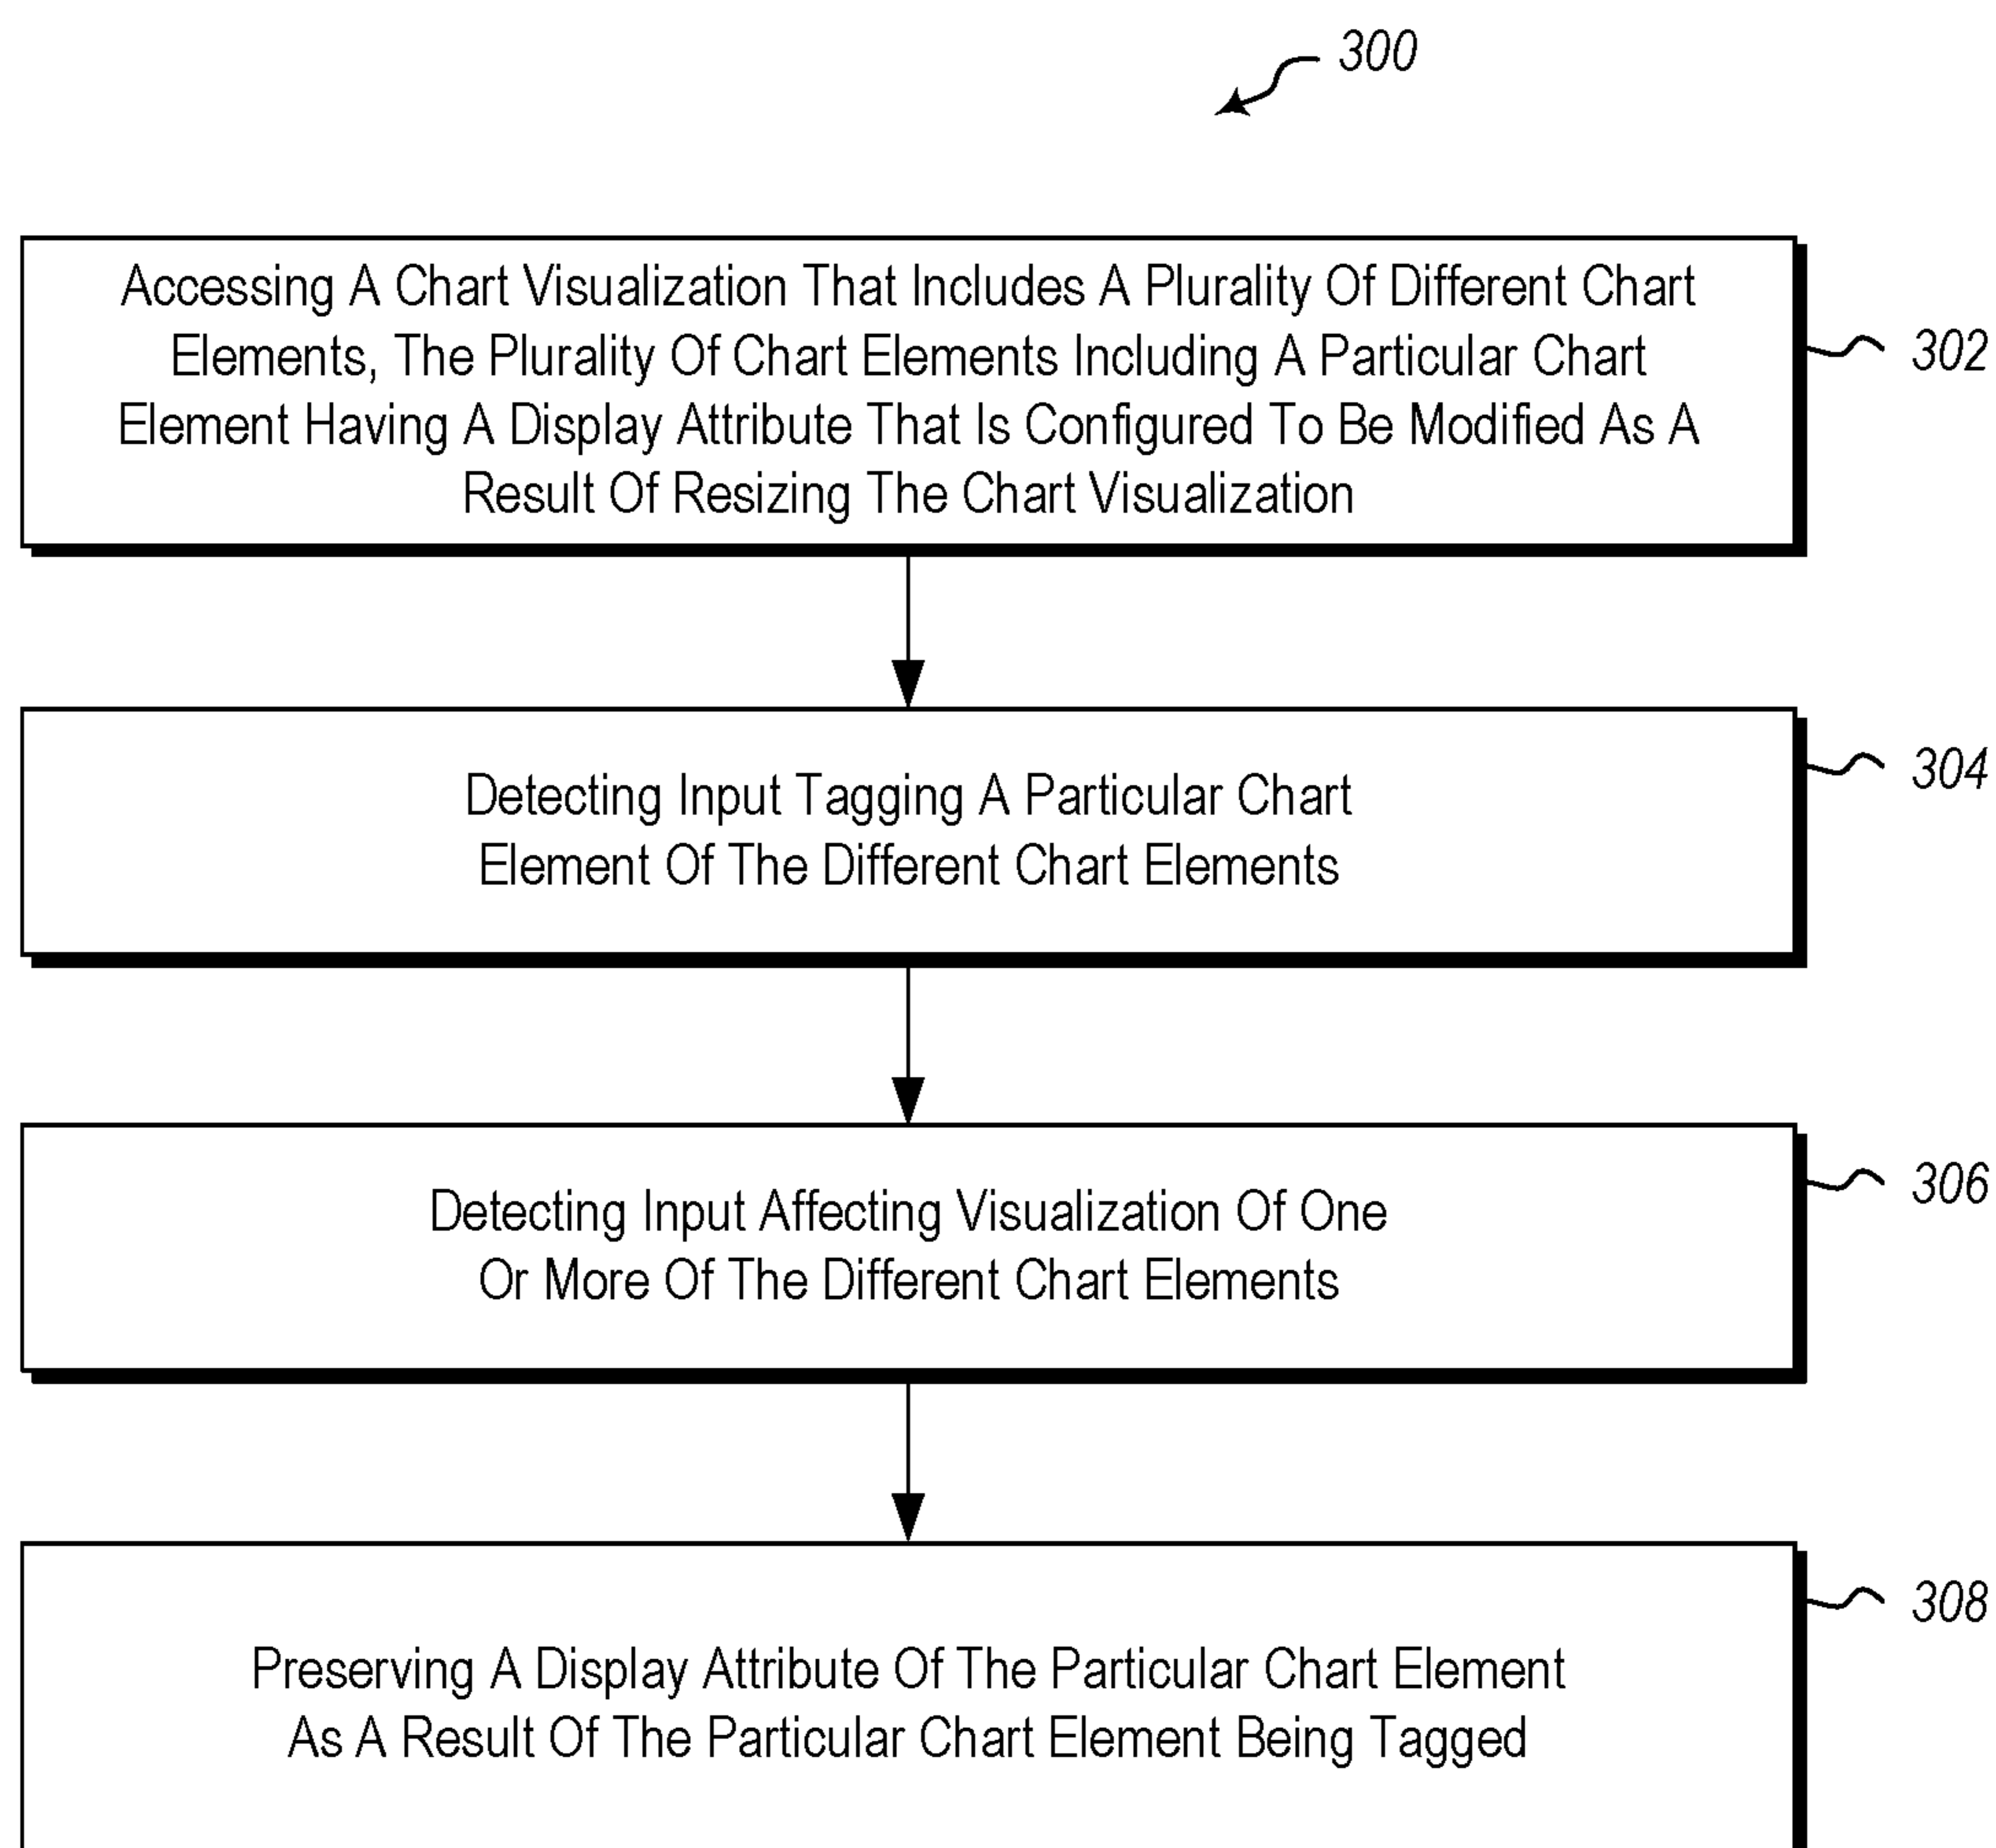 300
Accessing A Chart Visualization That Includes A Plurality Of Different Chart
Elements, The Plurality Of Chart Elements Including A Particular Chart
Element Having A Display Attribute That Is Configured To Be Modified As A
Result Of Resizing The Chart Visualization
302
Detecting Input Tagging A Particular Chart
Element Of The Different Chart Elements
304
Detecting Input Affecting Visualization Of One
Or More Of The Different Chart Elements
306
Preserving A Display Attribute Of The Particular Chart Element
As A Result Of The Particular Chart Element Being Tagged
308